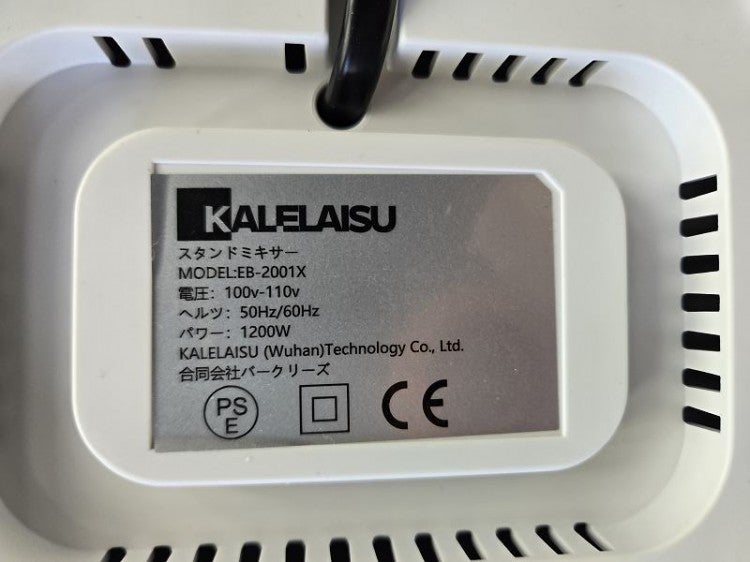 KALELAISU
スタンドミキサー
MODEL:EB-2001X
電圧：100v-110v
ヘルツ：50Hz/60Hz
パワー：1200W
KALELAISU (Wuhan)Technology Co., Ltd.
合同会社バークリーズ
PS
E
CE